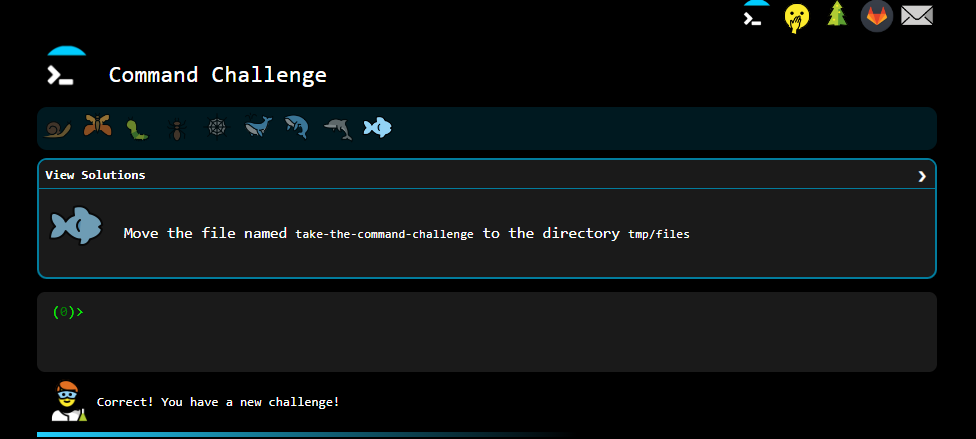 Command Challenge
View Solutions
Move the file named take-the-command-challenge to the directory tmp/files
(0)>
Correct! You have a new challenge!